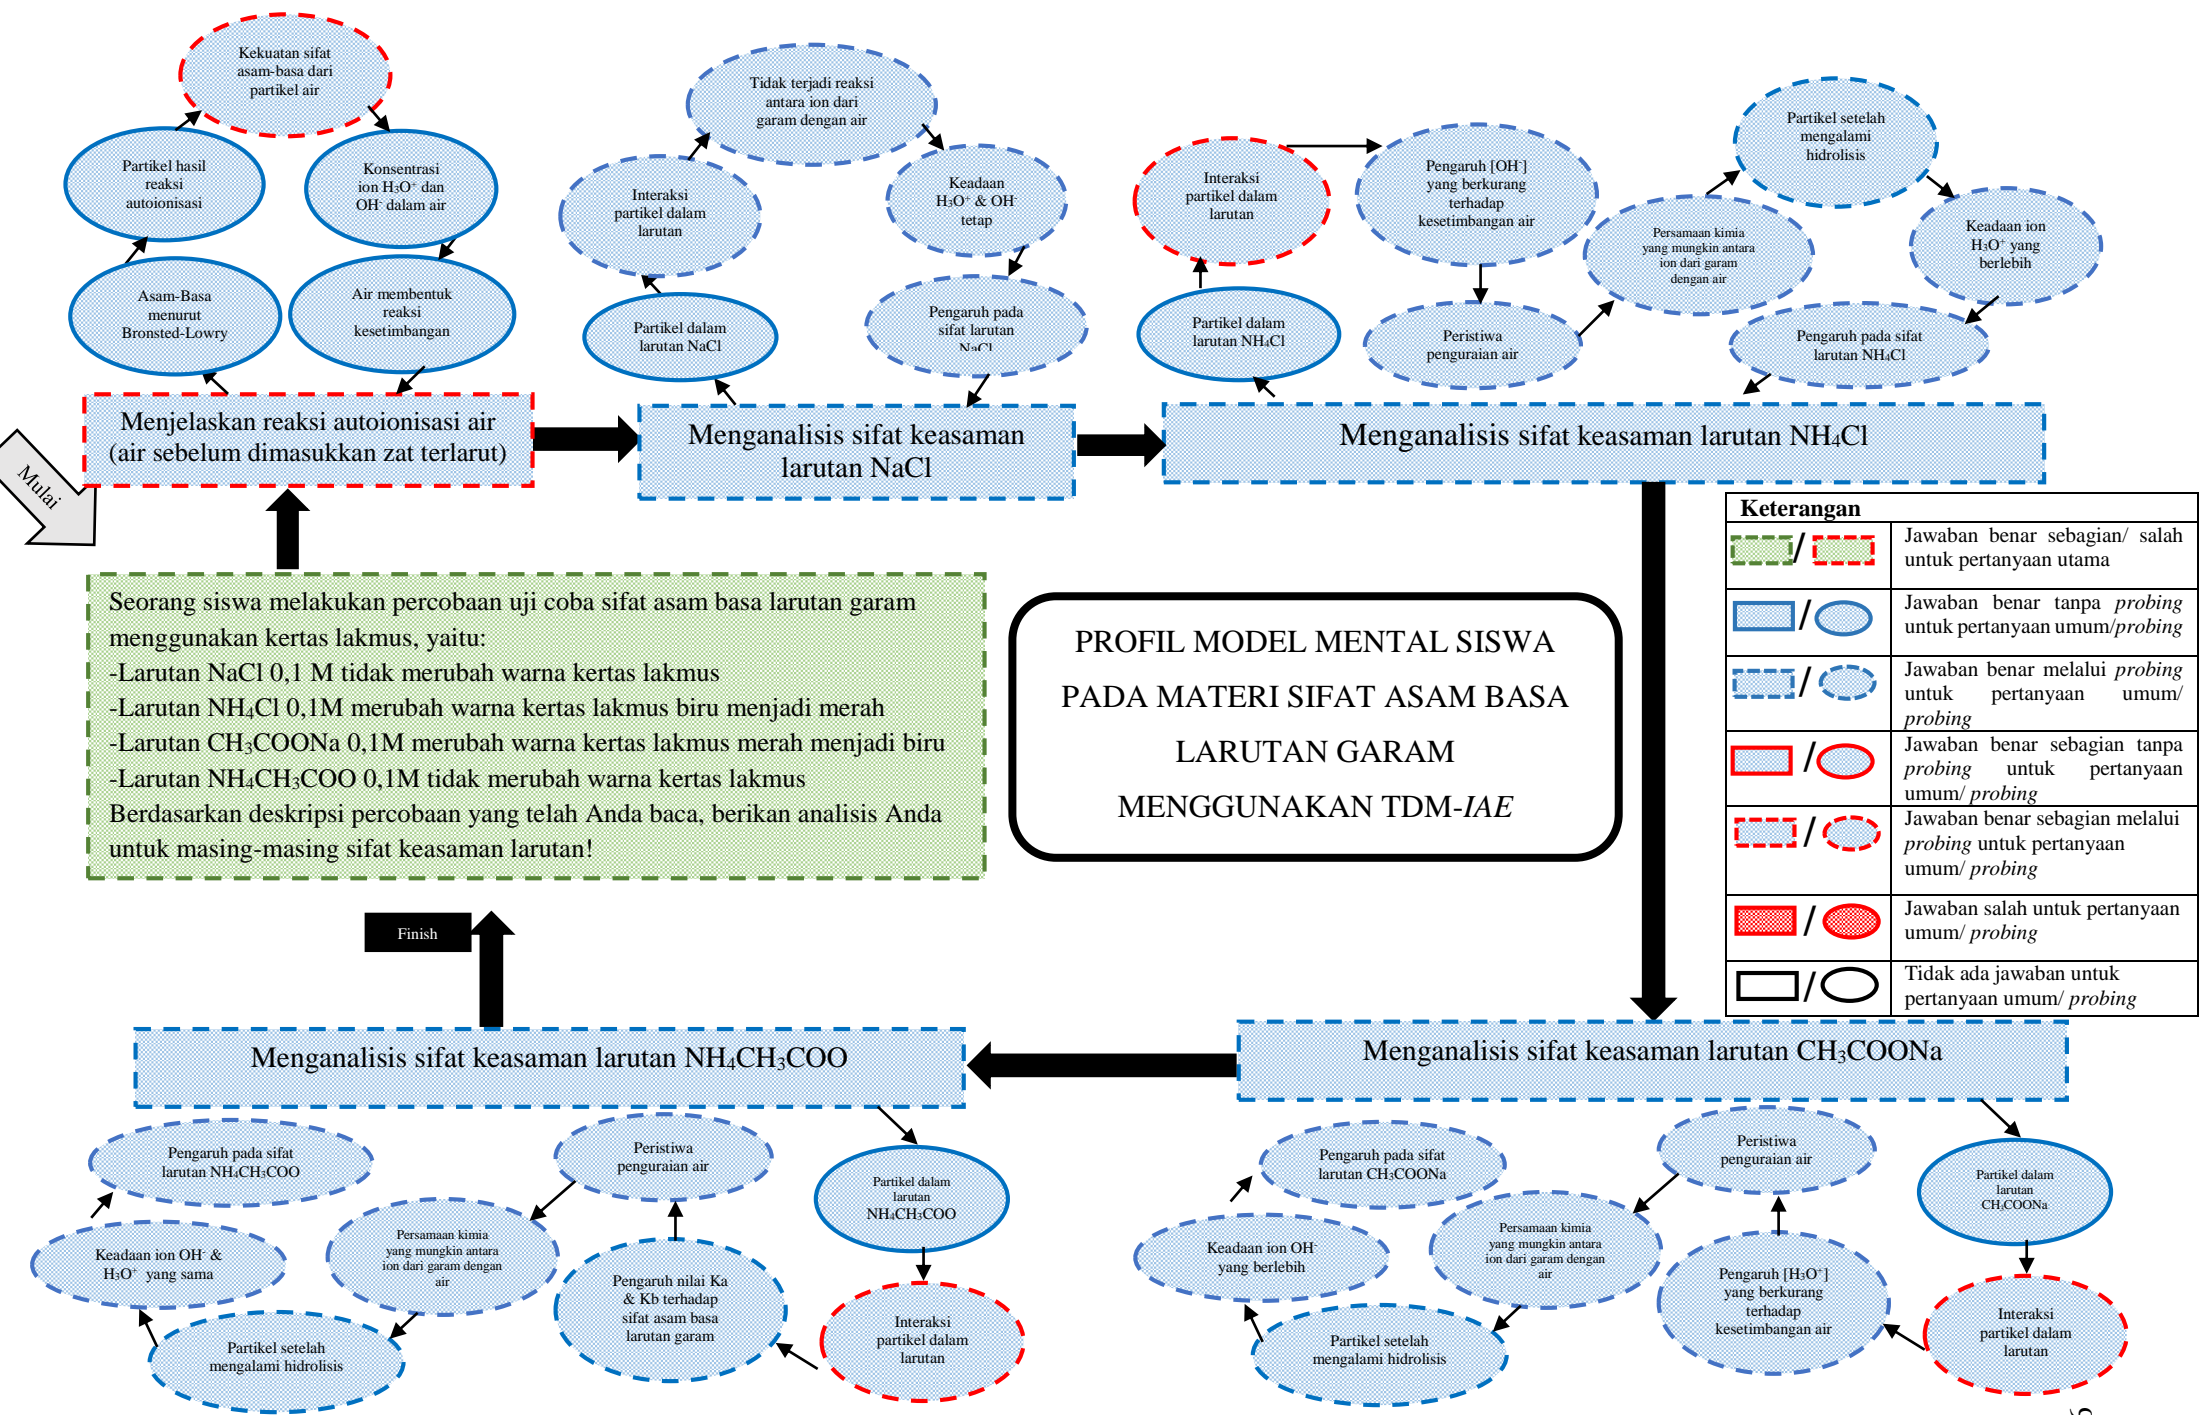 Kekuatan sifat
asam-basa dari
partikel air
Partikel hasil
reaksi
autoionisasi
Konsentrasi
ion H₃O⁺ dan
OH⁻ dalam air
Asam-Basa
menurut
Bronsted-Lowry
Air membentuk
reaksi
kesetimbangan
Menjelaskan reaksi autoionisasi air
(air sebelum dimasukkan zat terlarut)
Mulai
Tidak terjadi reaksi
antara ion dari
garam dengan air
Interaksi
partikel dalam
larutan
Keadaan
H₃O⁺ & OH⁻
tetap
Partikel dalam
larutan NaCl
Pengaruh pada
sifat larutan
NaCl
Menganalisis sifat keasaman
larutan NaCl
Interaksi
partikel dalam
larutan
Pengaruh [OH⁻]
yang berkurang
terhadap
kesetimbangan air
Partikel dalam
larutan NH₄Cl
Peristiwa
penguraian air
Persamaan kimia
yang mungkin antara
ion dari garam
dengan air
Partikel setelah
mengalami
hidrolisis
Keadaan ion
H₃O⁺ yang
berlebih
Pengaruh pada sifat
larutan NH₄Cl
Menganalisis sifat keasaman larutan NH₄Cl
Seorang siswa melakukan percobaan uji coba sifat asam basa larutan garam
menggunakan kertas lakmus, yaitu:
-Larutan NaCl 0,1 M tidak merubah warna kertas lakmus
-Larutan NH₄Cl 0,1M merubah warna kertas lakmus biru menjadi merah
-Larutan CH₃COONa 0,1M merubah warna kertas lakmus merah menjadi biru
-Larutan NH₄CH₃COO 0,1M tidak merubah warna kertas lakmus
Berdasarkan deskripsi percobaan yang telah Anda baca, berikan analisis Anda
untuk masing-masing sifat keasaman larutan!
PROFIL MODEL MENTAL SISWA
PADA MATERI SIFAT ASAM BASA
LARUTAN GARAM
MENGGUNAKAN TDM-IAE
Keterangan
/
Jawaban benar sebagian/ salah
untuk pertanyaan utama
/
Jawaban benar tanpa probing
untuk pertanyaan umum/probing
/
Jawaban benar melalui probing
untuk pertanyaan umum/
probing
/
Jawaban benar sebagian tanpa
probing untuk pertanyaan
umum/ probing
/
Jawaban benar sebagian melalui
probing untuk pertanyaan
umum/ probing
/
Jawaban salah untuk pertanyaan
umum/ probing
/
Tidak ada jawaban untuk
pertanyaan umum/ probing
Finish
Menganalisis sifat keasaman larutan NH₄CH₃COO
Pengaruh pada sifat
larutan NH₄CH₃COO
Peristiwa
penguraian air
Partikel dalam
larutan
NH₄CH₃COO
Keadaan ion OH⁻ &
H₃O⁺ yang sama
Persamaan kimia
yang mungkin antara
ion dari garam dengan
air
Pengaruh nilai Ka
& Kb terhadap
sifat asam basa
larutan garam
Interaksi
partikel dalam
larutan
Partikel setelah
mengalami hidrolisis
Menganalisis sifat keasaman larutan CH₃COONa
Pengaruh pada sifat
larutan CH₃COONa
Peristiwa
penguraian air
Partikel dalam
larutan
CH₃COONa
Keadaan ion OH⁻
yang berlebih
Persamaan kimia
yang mungkin antara
ion dari garam dengan
air
Pengaruh [H₃O⁺]
yang berkurang
terhadap
kesetimbangan air
Interaksi
partikel dalam
larutan
Partikel setelah
mengalami hidrolisis